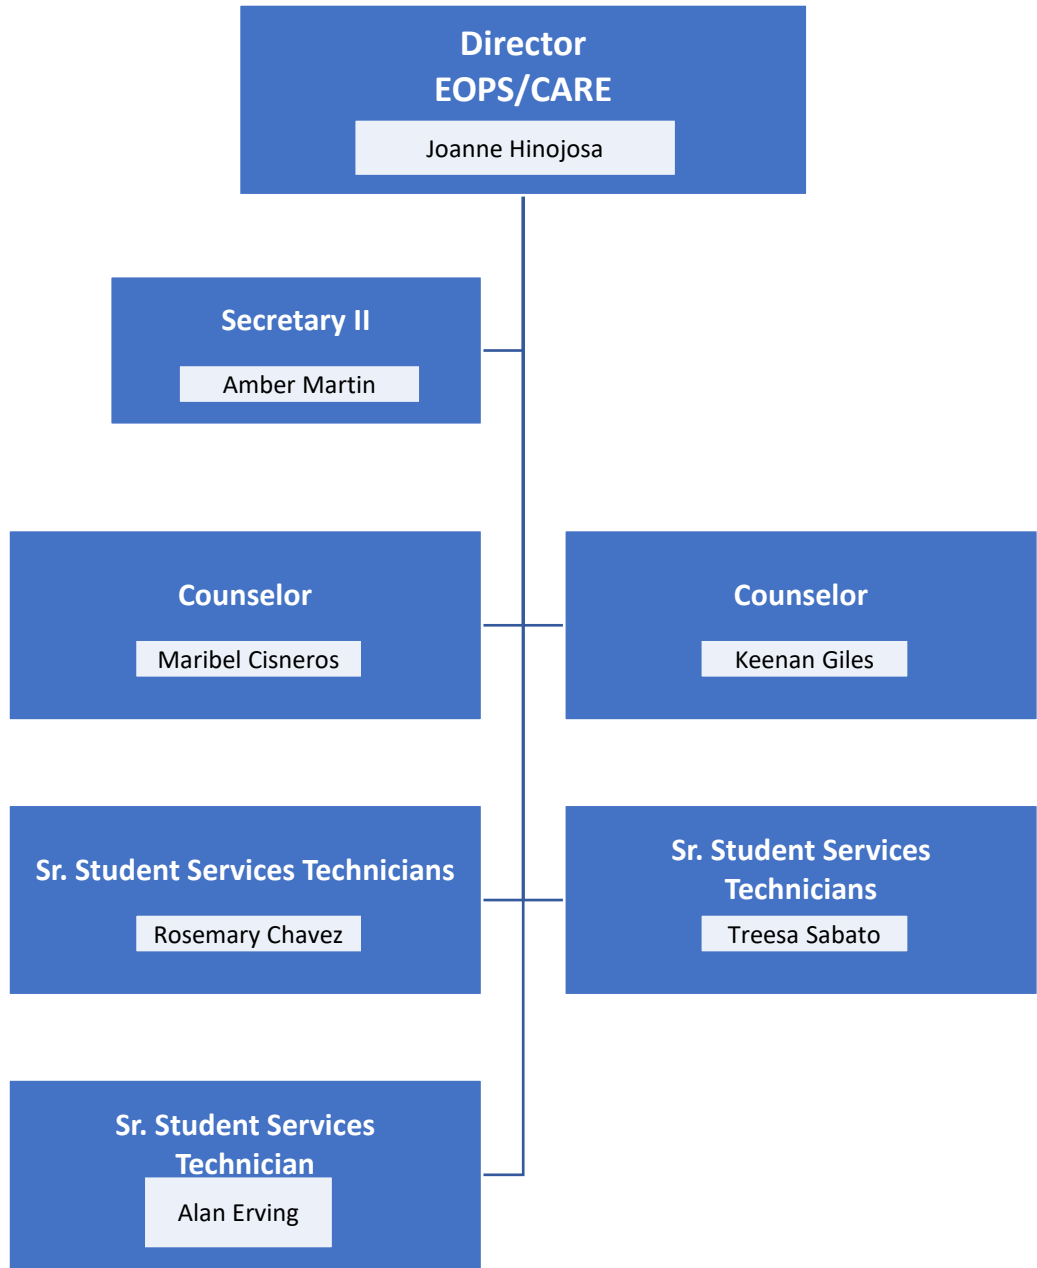 Director
EOPS/CARE
Joanne Hinojosa
Secretary II
Amber Martin
Counselor
Maribel Cisneros
Counselor
Keenan Giles
Sr. Student Services Technicians
Rosemary Chavez
Sr. Student Services
Technicians
Treesa Sabato
Sr. Student Services
Technician
Alan Erving